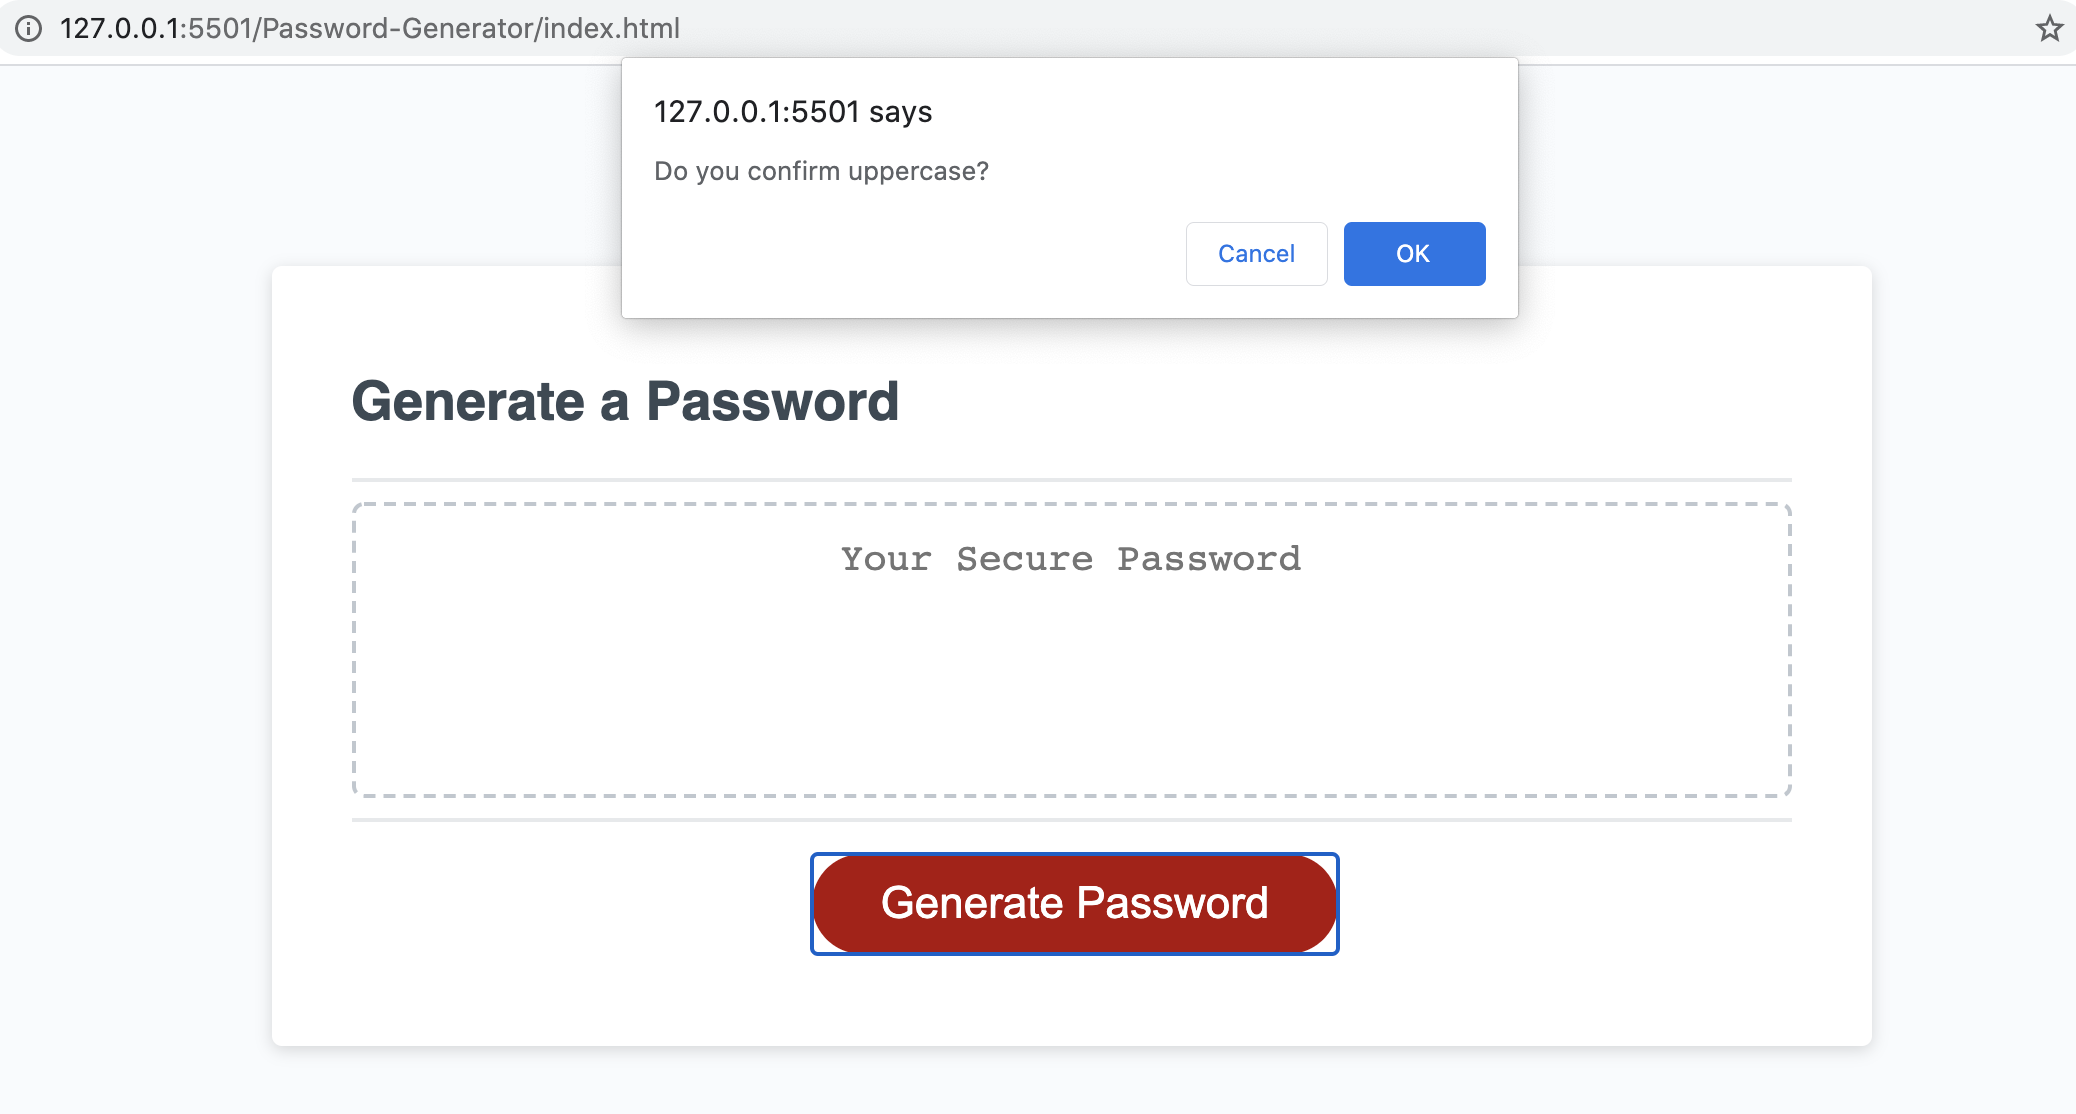 127.0.0.1:5501/Password-Generator/index.html
127.0.0.1:5501 says
Do you confirm uppercase?
Cancel OK
Generate a Password
Your Secure Password
Generate Password